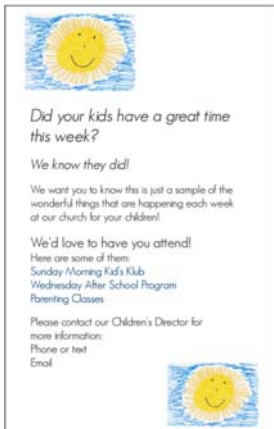 Did your kids have a great time
this week?
We know they did!
We want you to know this is just a sample of the
wonderful things that are happening each week
at our church for your children!
We'd love to have you attend!
Here are some of them:
Sunday Morning Kid's Klub
Wednesday After School Program
Parenting Classes
Please contact our Children's Director for
more information:
Phone or text
Email